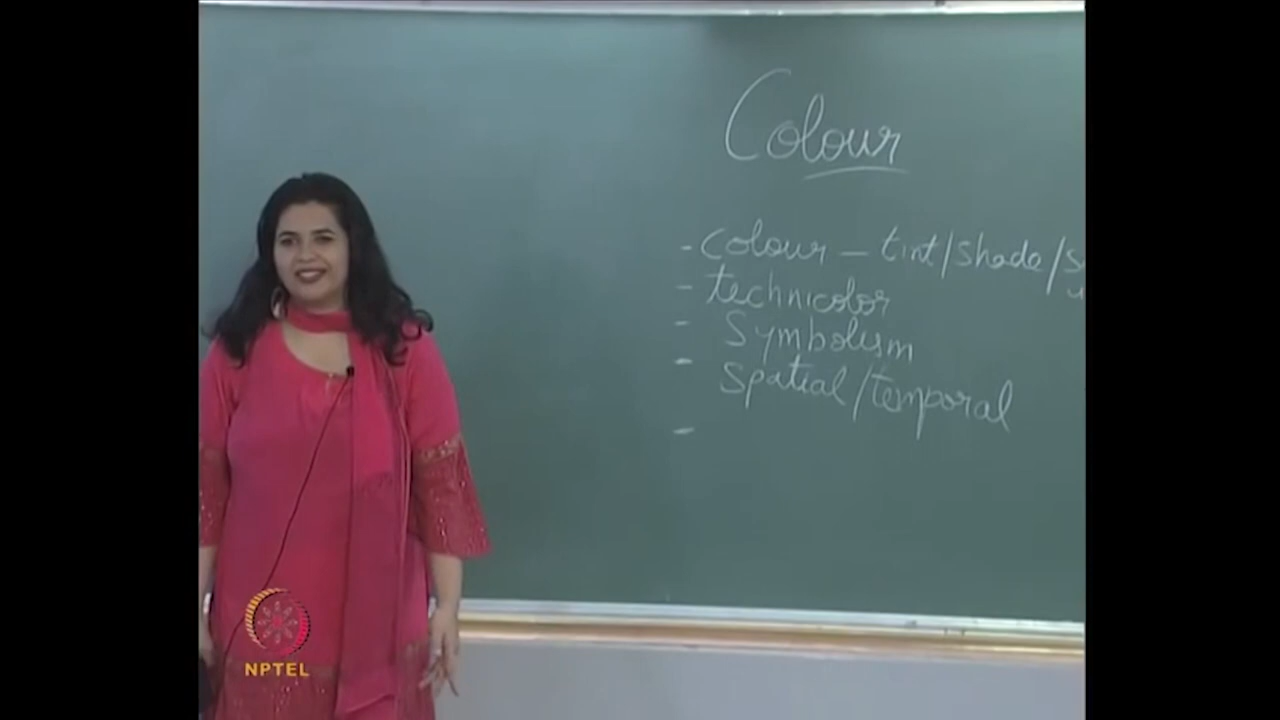 Colour
- Colour – tint/shade/s
- technicolor
- Symbolism
- Spatial/temporal
-
NPTEL